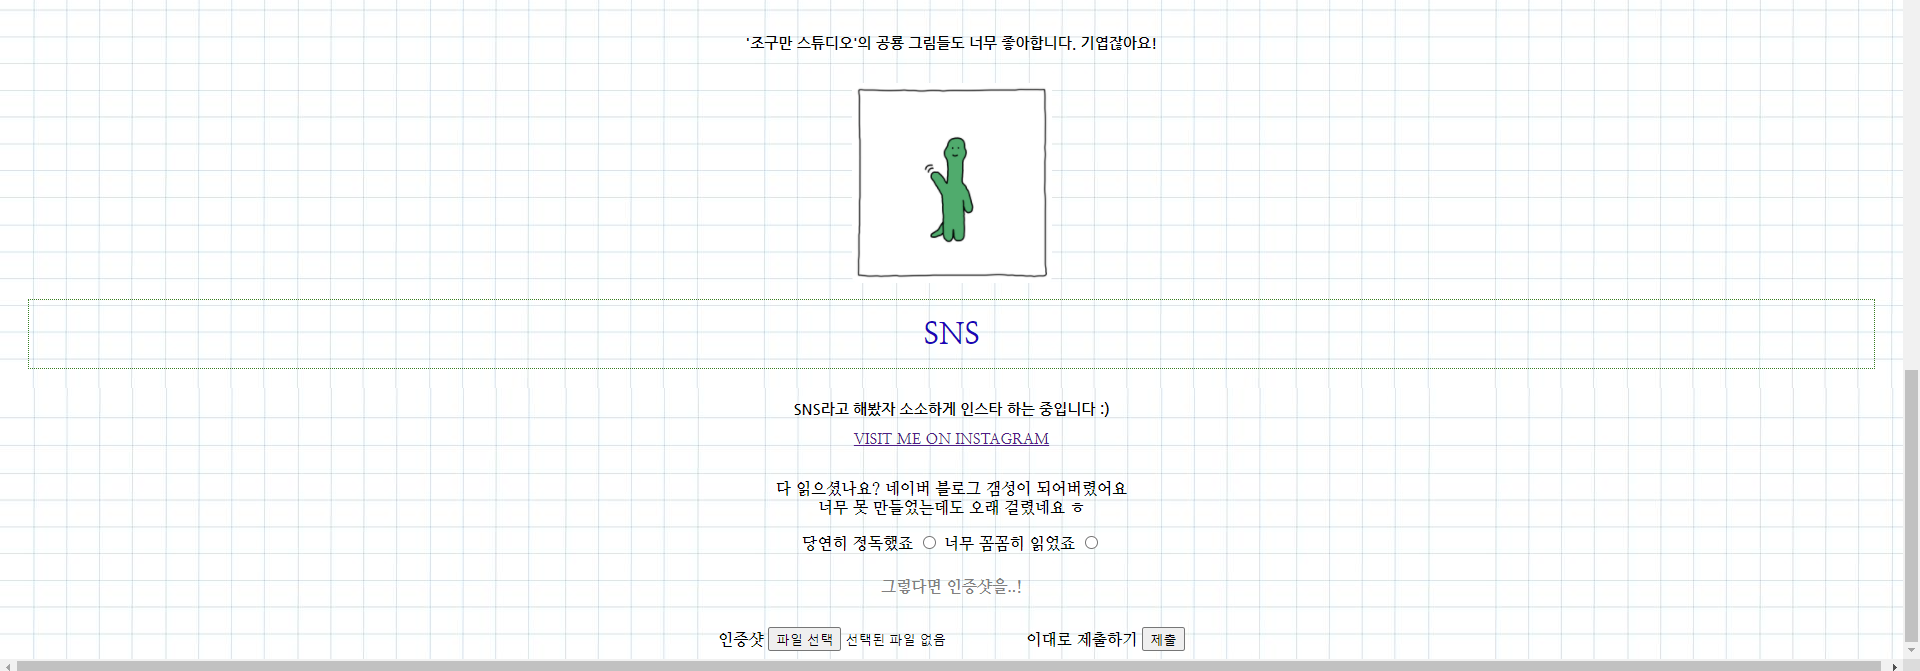 '조구만 스튜디오'의 공룡 그림들도 너무 좋아합니다. 기엽잖아요!
SNS
SNS라고 해봤자 소소하게 인스타 하는 중입니다 :)
VISIT ME ON INSTAGRAM
다 읽으셨나요? 네이버 블로그 갬성이 되어버렸어요
너무 못 만들었는데도 오래 걸렸네요 ㅎ
당연히 정독했죠 너무 꼼꼼히 읽었죠
그렇다면 인증샷을..!
인증샷 파일 선택 선택된 파일 없음 이대로 제출하기 제출